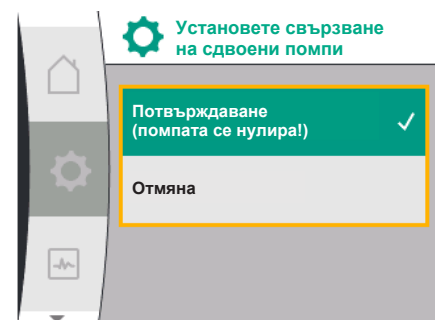 Установете свързване
на сдвоени помпи
Потвърждаване
(помпата се нулира!)
Отмяна